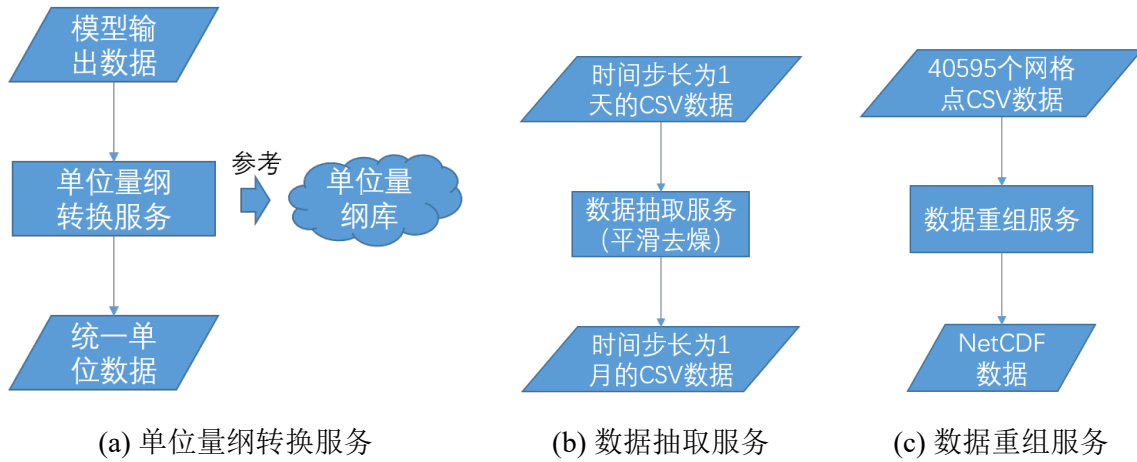 模型输
出数据
单位量纲
转换服务
参考
单位量
纲库
统一单
位数据
(a) 单位量纲转换服务
时间步长为1
天的CSV数据
数据抽取服务
（平滑去燥）
时间步长为1
月的CSV数据
(b) 数据抽取服务
40595个网格
点CSV数据
数据重组服务
NetCDF
数据
(c) 数据重组服务